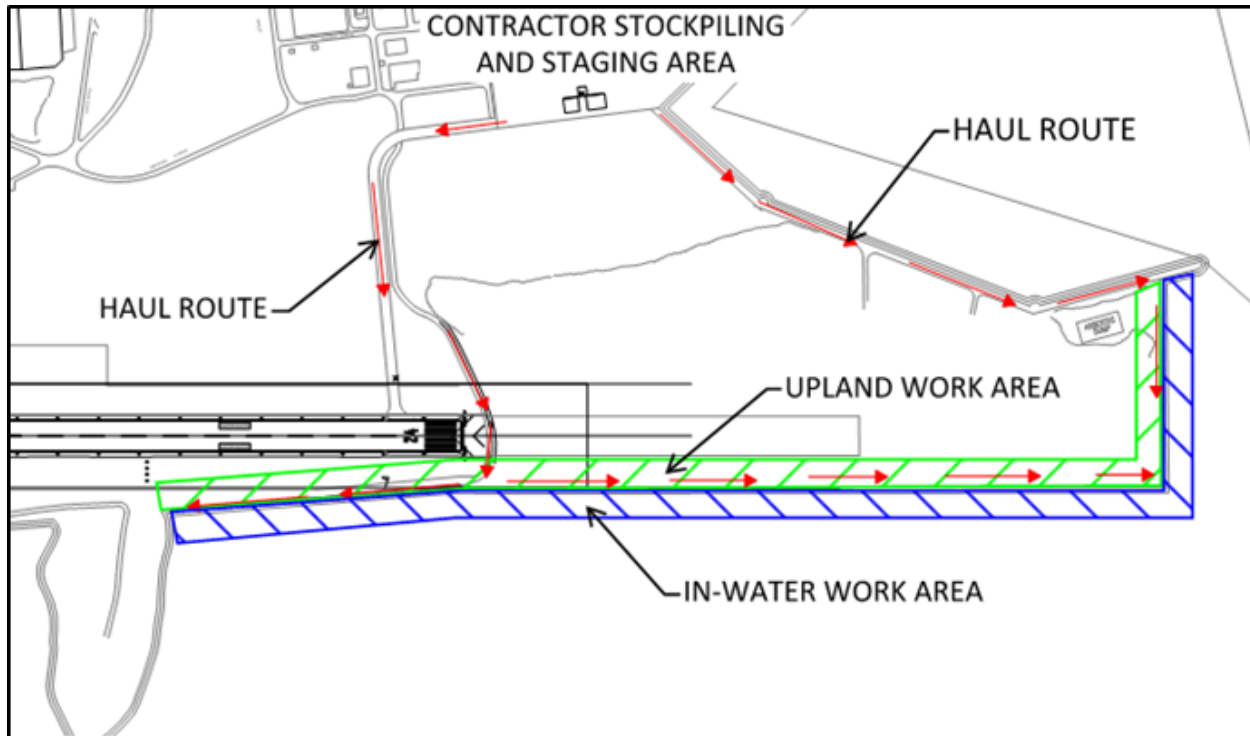 CONTRACTOR STOCKPILING
AND STAGING AREA
HAUL ROUTE
HAUL ROUTE
UPLAND WORK AREA
24
IN-WATER WORK AREA